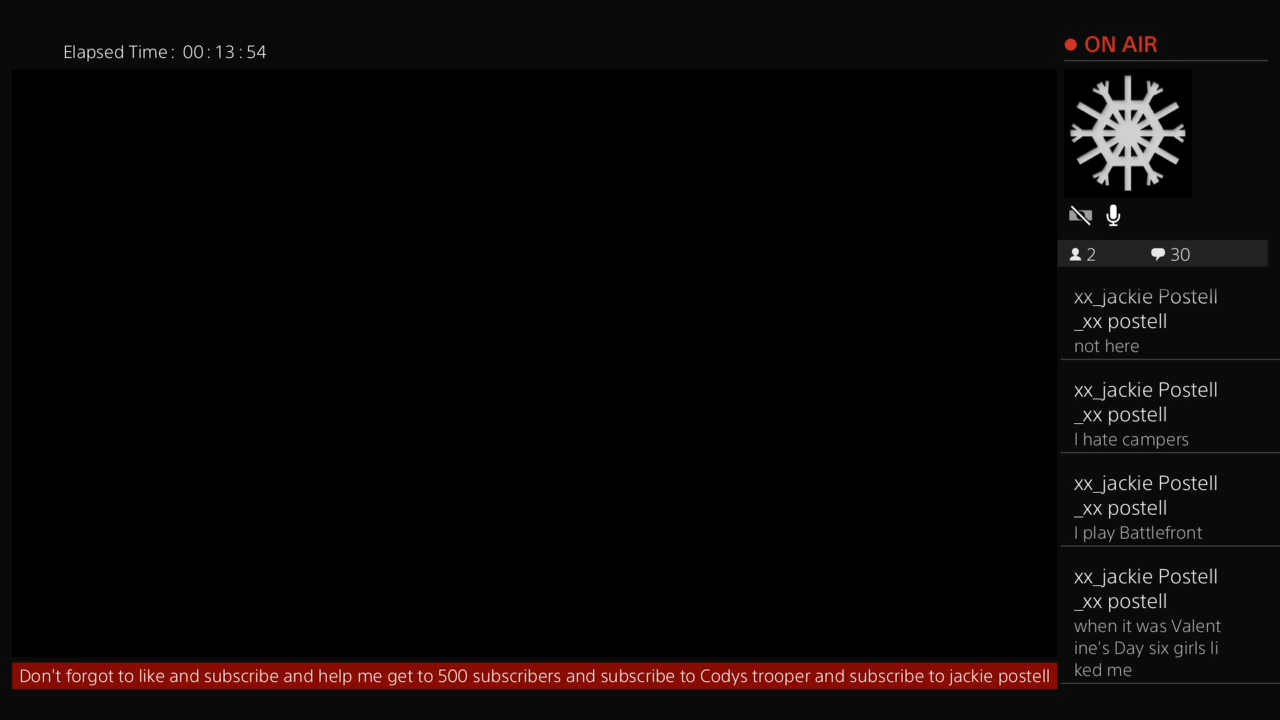 Elapsed Time: 00:13:54
ON AIR
2
30
xx_jackie Postell
_xx postell
not here
xx_jackie Postell
_xx postell
I hate campers
xx_jackie Postell
_xx postell
I play Battlefront
xx_jackie Postell
_xx postell
when it was Valent
ine's Day six girls li
ked me
Don't forgot to like and subscribe and help me get to 500 subscribers and subscribe to Codys trooper and subscribe to jackie postell